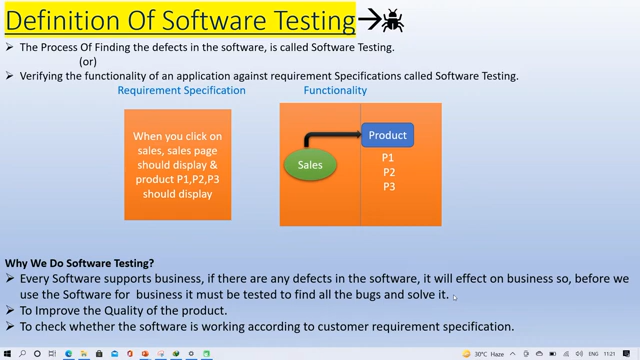 Definition Of Software Testing
The Process Of Finding the defects in the software, is called Software Testing.
(or)
Verifying the functionality of an application against requirement Specifications called Software Testing.
Requirement Specification
Functionality
When you click on
sales, sales page
should display &
product P1,P2,P3
should display
Sales
Product
P1
P2
P3
Why We Do Software Testing?
Every Software supports business, if there are any defects in the software, it will effect on business so, before we
use the Software for business it must be tested to find all the bugs and solve it.
To Improve the Quality of the product.
To check whether the software is working according to customer requirement specification.
30°C Haze
ENG
11:21